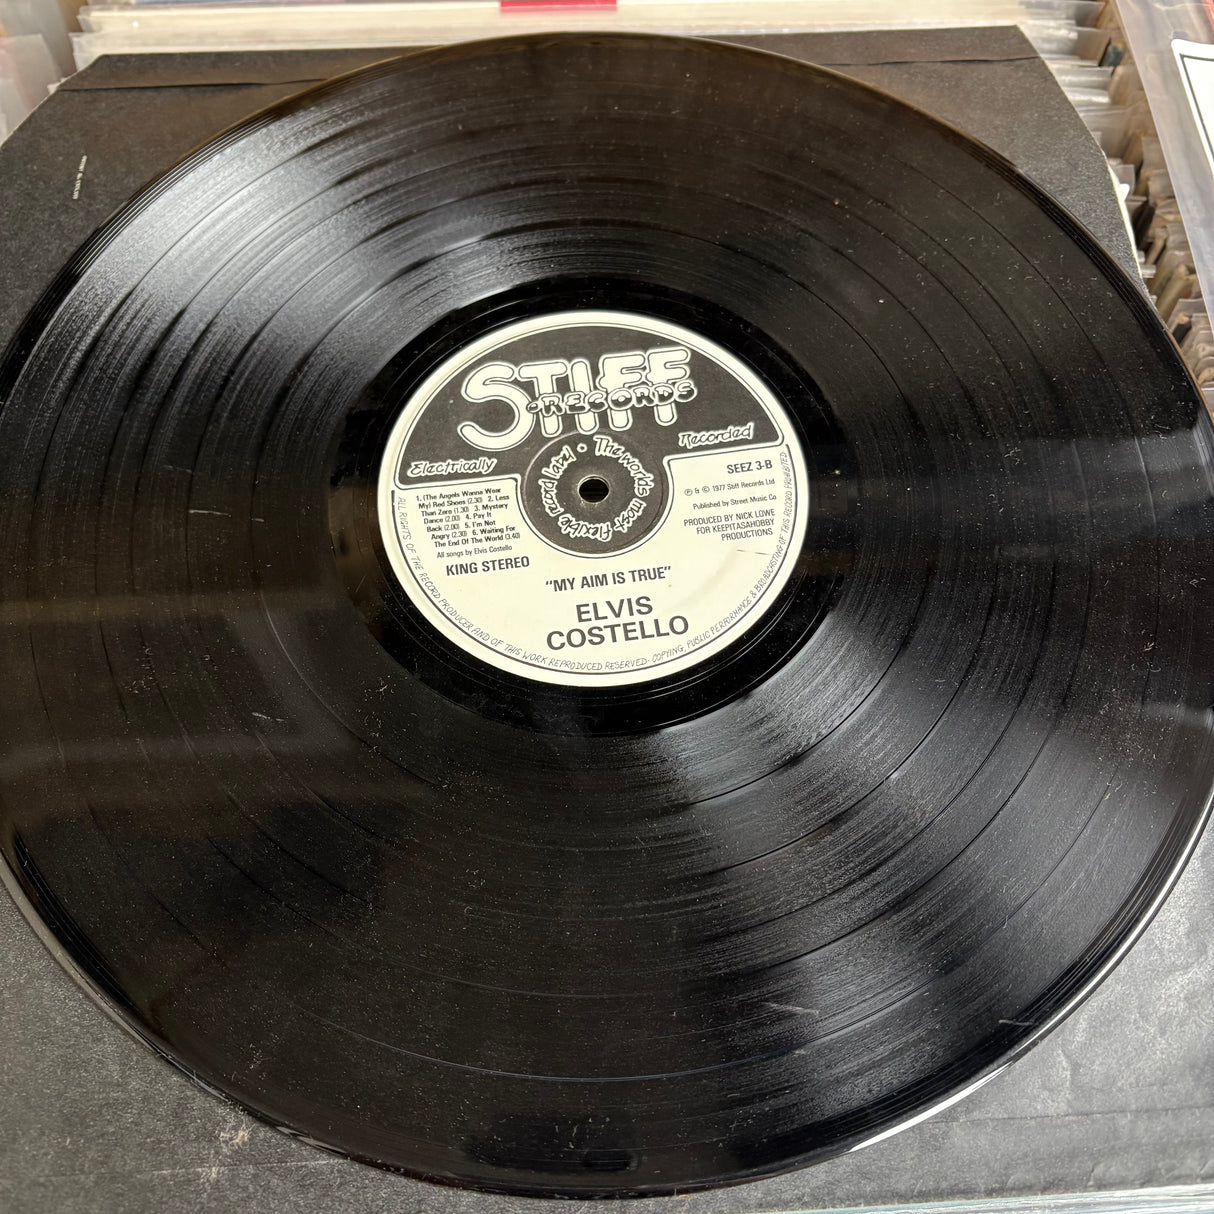 STIFF
•RECORDS
Electrically
Recorded
The worlds most flexible record label •
SEEZ 3-B
℗ & © 1977 Stiff Records Ltd
Published by Street Music Co
PRODUCED BY NICK LOWE
FOR KEEPITASAHOBBY
PRODUCTIONS
1. (The Angels Wanna Wear
My) Red Shoes (2.30) 2. Less
Than Zero (1.30) 3. Mystery
Dance (2.00) 4. Pay It
Back (2.00) 5. I'm Not
Angry (2.30) 6. Waiting For
The End Of The World (3.40)
All songs by Elvis Costello
KING STEREO
"MY AIM IS TRUE"
ELVIS
COSTELLO
ALL RIGHTS OF THE RECORD PRODUCER AND OF THIS WORK REPRODUCED RESERVED· COPYING, PUBLIC PERFORMANCE & BROADCASTING OF THIS RECORD PROHIBITED